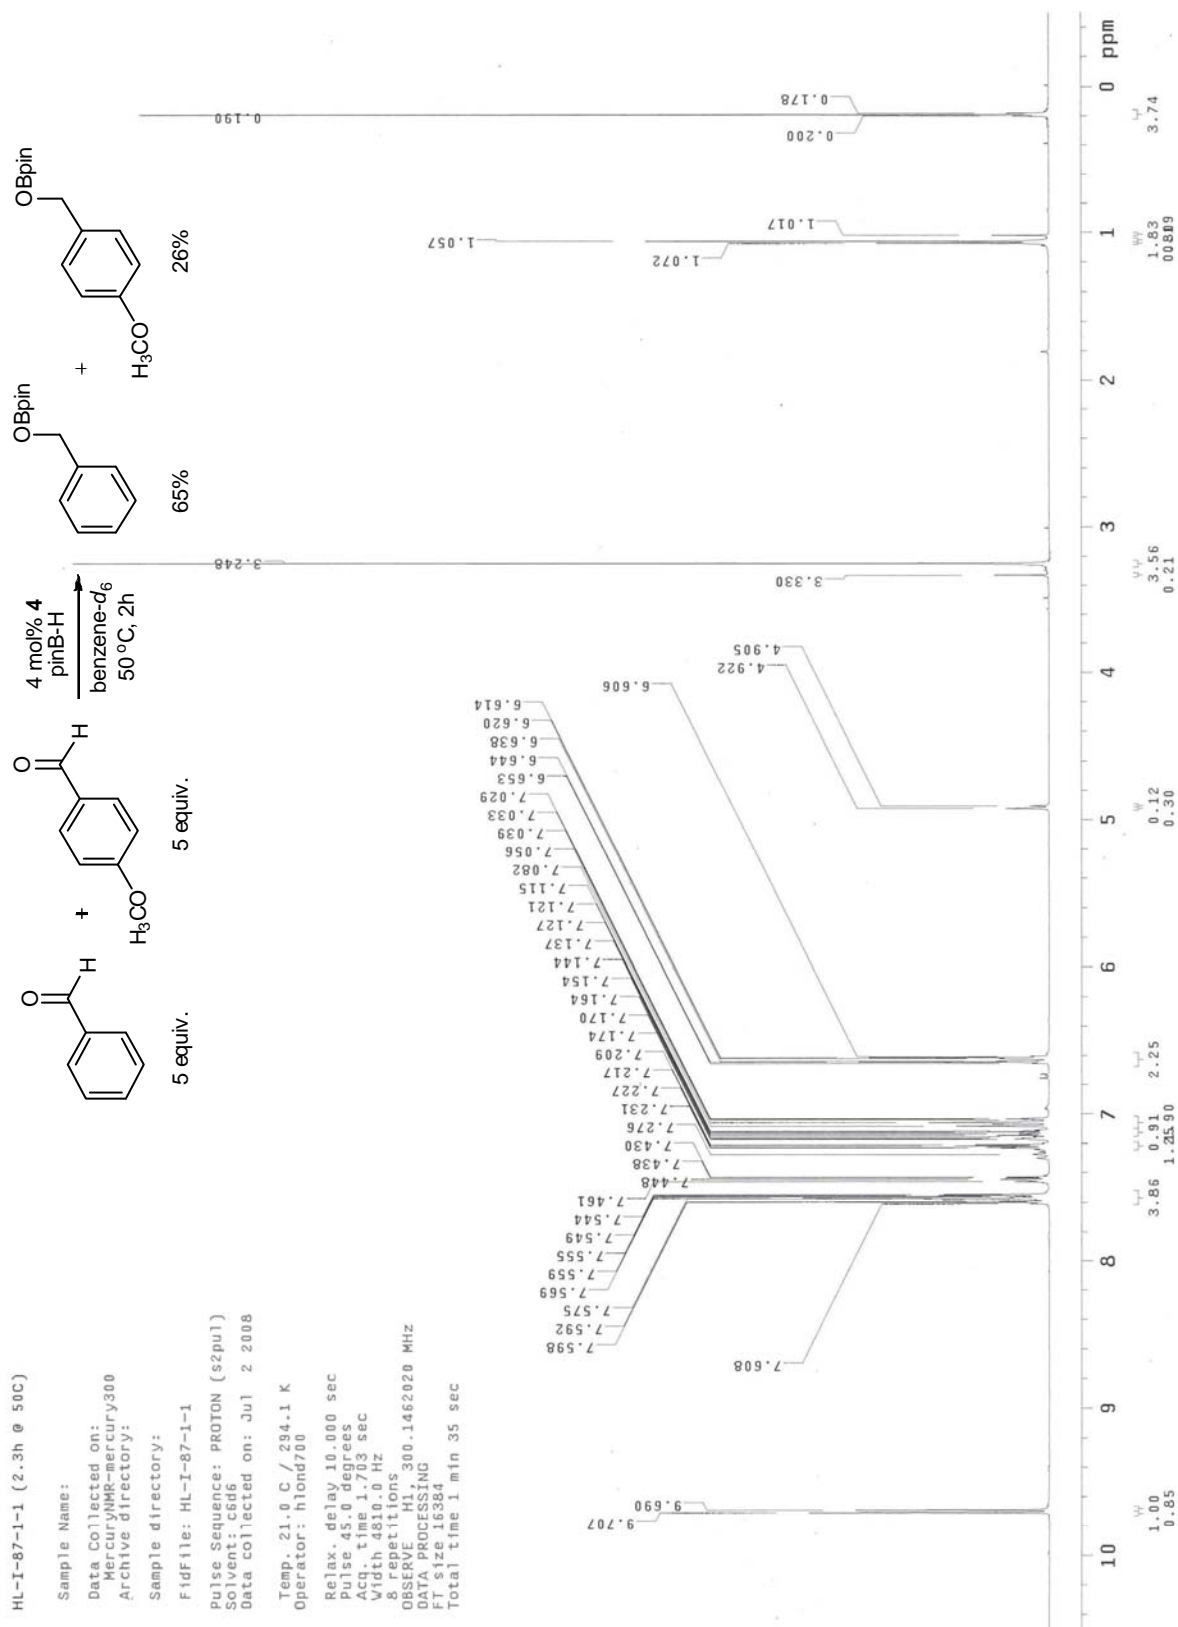 HL-I-87-1-1 (2.3h @ 50C)
Sample Name:
Data Collected on:
MercuryNMR-mercury300
Archive directory:
Sample directory:
FidFile: HL-I-87-1-1
Pulse Sequence: PROTON (s2pul)
Solvent: c6d6
Data collected on: Jul 2 2008
Temp. 21.0 C / 294.1 K
Operator: hlond700
Relax. delay 10.000 sec
Pulse 45.0 degrees
Acq. time 1.703 sec
Width 4810.0 Hz
8 repetitions
OBSERVE H1, 300.1462020 MHz
DATA PROCESSING
FT size 16384
Total time 1 min 35 sec
O
H
5 equiv.
+
O
H
H3CO
5 equiv.
4 mol% 4
pinB-H
benzene-d6
50 °C, 2h
OBpin
65%
+
OBpin
H3CO
26%
9.707
9.690
7.608
7.598
7.592
7.575
7.569
7.559
7.555
7.549
7.544
7.461
7.448
7.438
7.430
7.276
7.231
7.227
7.217
7.209
7.174
7.170
7.164
7.154
7.144
7.137
7.127
7.121
7.115
7.082
7.056
7.039
7.033
7.029
6.653
6.644
6.638
6.620
6.614
6.606
4.922
4.905
3.330
3.248
1.072
1.057
1.017
0.200
0.190
0.178
10 9 8 7 6 5 4 3 2 1 0 ppm
1.00
0.85
3.86
0.91
2.25
0.12
0.30
3.56
0.21
1.83
3.74